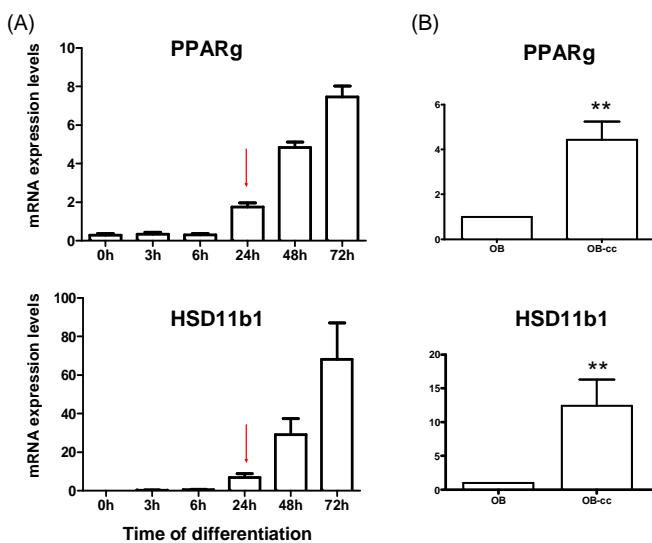 (A)
PPARg
mRNA expression levels
8
6
4
2
0
0h 3h 6h 24h 48h 72h
HSD11b1
mRNA expression levels
100
80
60
40
20
0
0h 3h 6h 24h 48h 72h
Time of differentiation
(B)
PPARg
6
4
2
0
**
OB OB-cc
HSD11b1
20
15
10
5
0
**
OB OB-cc